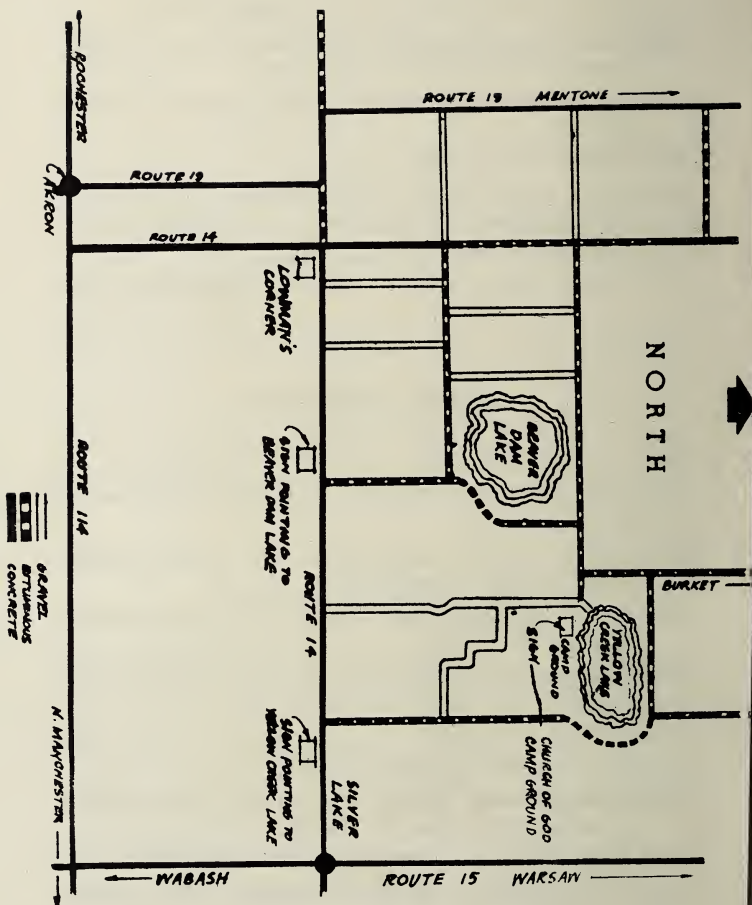 ROCHESTER
AKRON
ROUTE 19 MENTONE
ROUTE 19
ROUTE 14
LOWMAN'S
CORNER
NORTH
BEAVER
DAM
LAKE
SIGN POINTING TO
BEAVER DAM LAKE
ROUTE 14
ROUTE 114
BURKET
YELLOW
CREEK LAKE
CAMP
GROUND
SIGN
CHURCH OF GOD
CAMP GROUND
SIGN POINTING TO
YELLOW CREEK LAKE
SILVER
LAKE
GRAVEL
BITUMINOUS
CONCRETE
N. MANCHESTER
WABASH
ROUTE 15 WARSAW